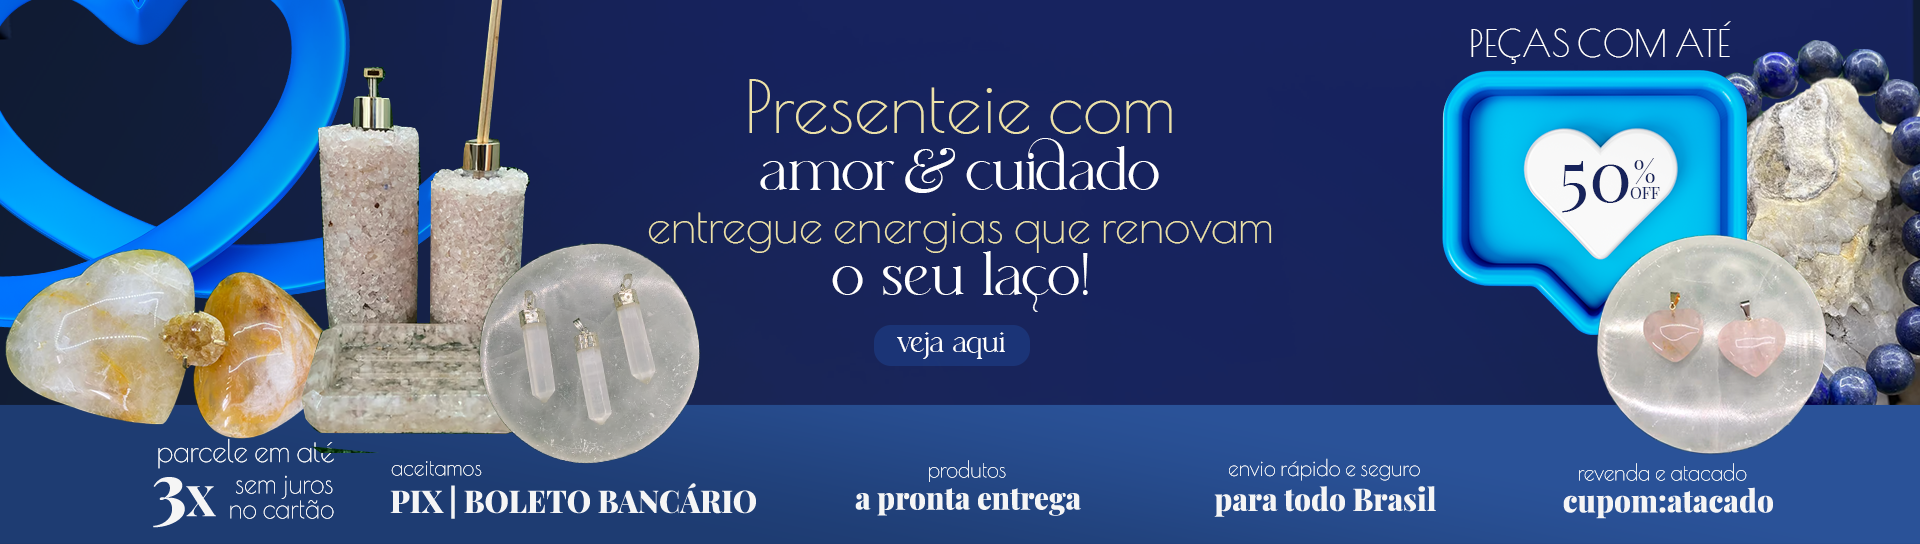 Presenteie com
amor & cuidado
entregue energias que renovam
o seu laço!
veja aqui
PEÇAS COM ATÉ
50% OFF
parcele em até
3x sem juros
no cartão
aceitamos
PIX | BOLETO BANCÁRIO
produtos
a pronta entrega
envio rápido e seguro
para todo Brasil
revenda e atacado
cupom:atacado